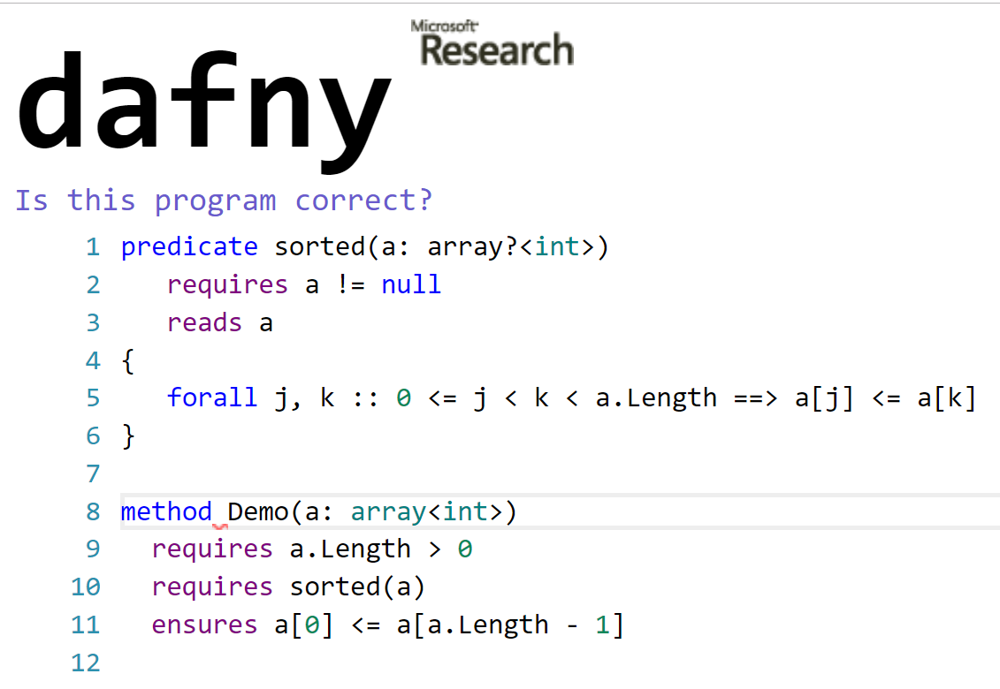 Microsoft
Research
dafny
Is this program correct?
1 predicate sorted(a: array?<int>)
2    requires a != null
3    reads a
4 {
5    forall j, k :: 0 <= j < k < a.Length ==> a[j] <= a[k]
6 }
7
8 method Demo(a: array<int>)
9   requires a.Length > 0
10   requires sorted(a)
11   ensures a[0] <= a[a.Length - 1]
12